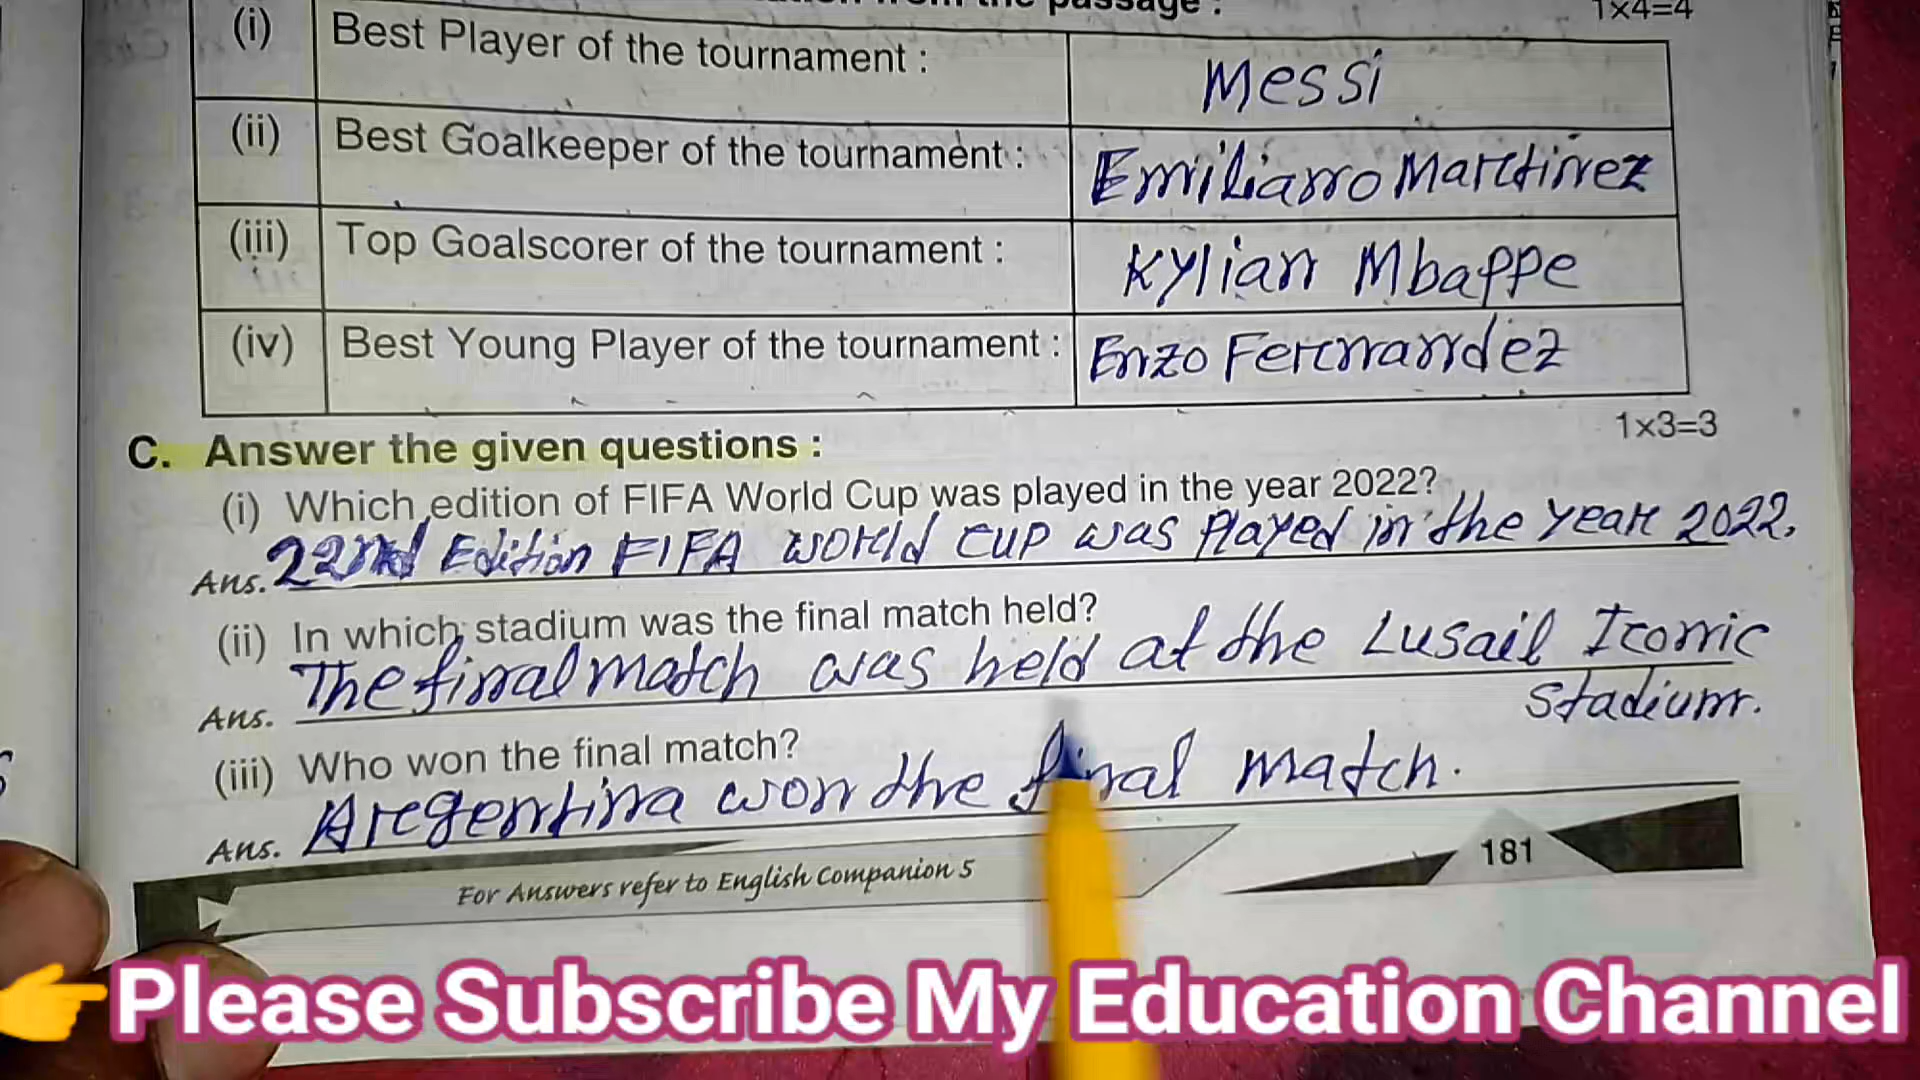 the passage :
1×4=4
(i) Best Player of the tournament : Messi
(ii) Best Goalkeeper of the tournament : Emiliano Martinez
(iii) Top Goalscorer of the tournament : Kylian Mbappe
(iv) Best Young Player of the tournament : Enzo Fernandez
1×3=3
C. Answer the given questions :
(i) Which edition of FIFA World Cup was played in the year 2022?
Ans. 22nd Edition FIFA World Cup was Played in the Year 2022.
(ii) In which stadium was the final match held?
Ans. The final match was held at the Lusail Iconic
Stadium.
(iii) Who won the final match?
Ans. Argentina won the final match.
For Answers refer to English Companion 5
181
👉Please Subscribe My Education Channel